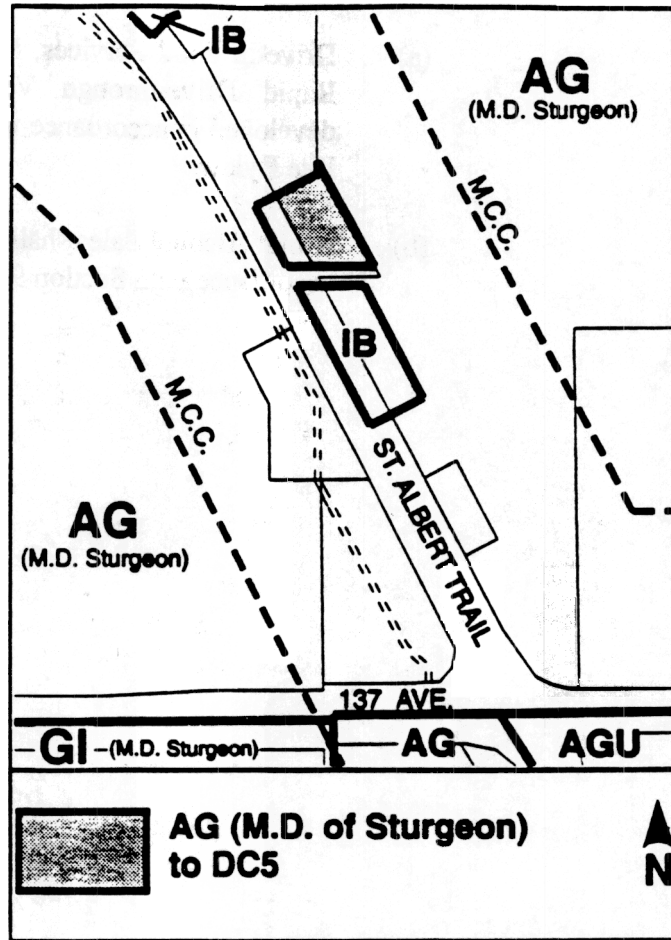 IB
AG
(M.D. Sturgeon)
M.C.C.
IB
M.C.C.
ST. ALBERT TRAIL
AG
(M.D. Sturgeon)
137 AVE.
GI (M.D. Sturgeon)
AG
AGU
AG (M.D. of Sturgeon)
to DC5
N